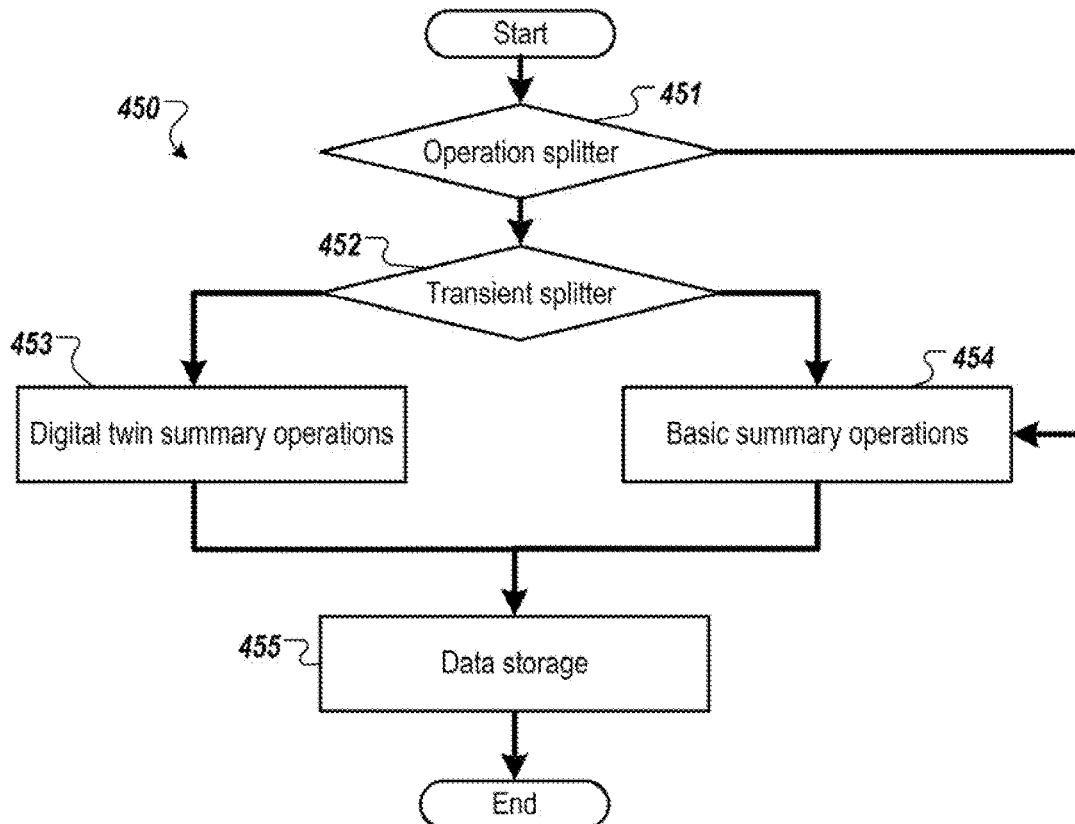 Start
450
451
Operation splitter
452
Transient splitter
453
454
Digital twin summary operations
Basic summary operations
455
Data storage
End